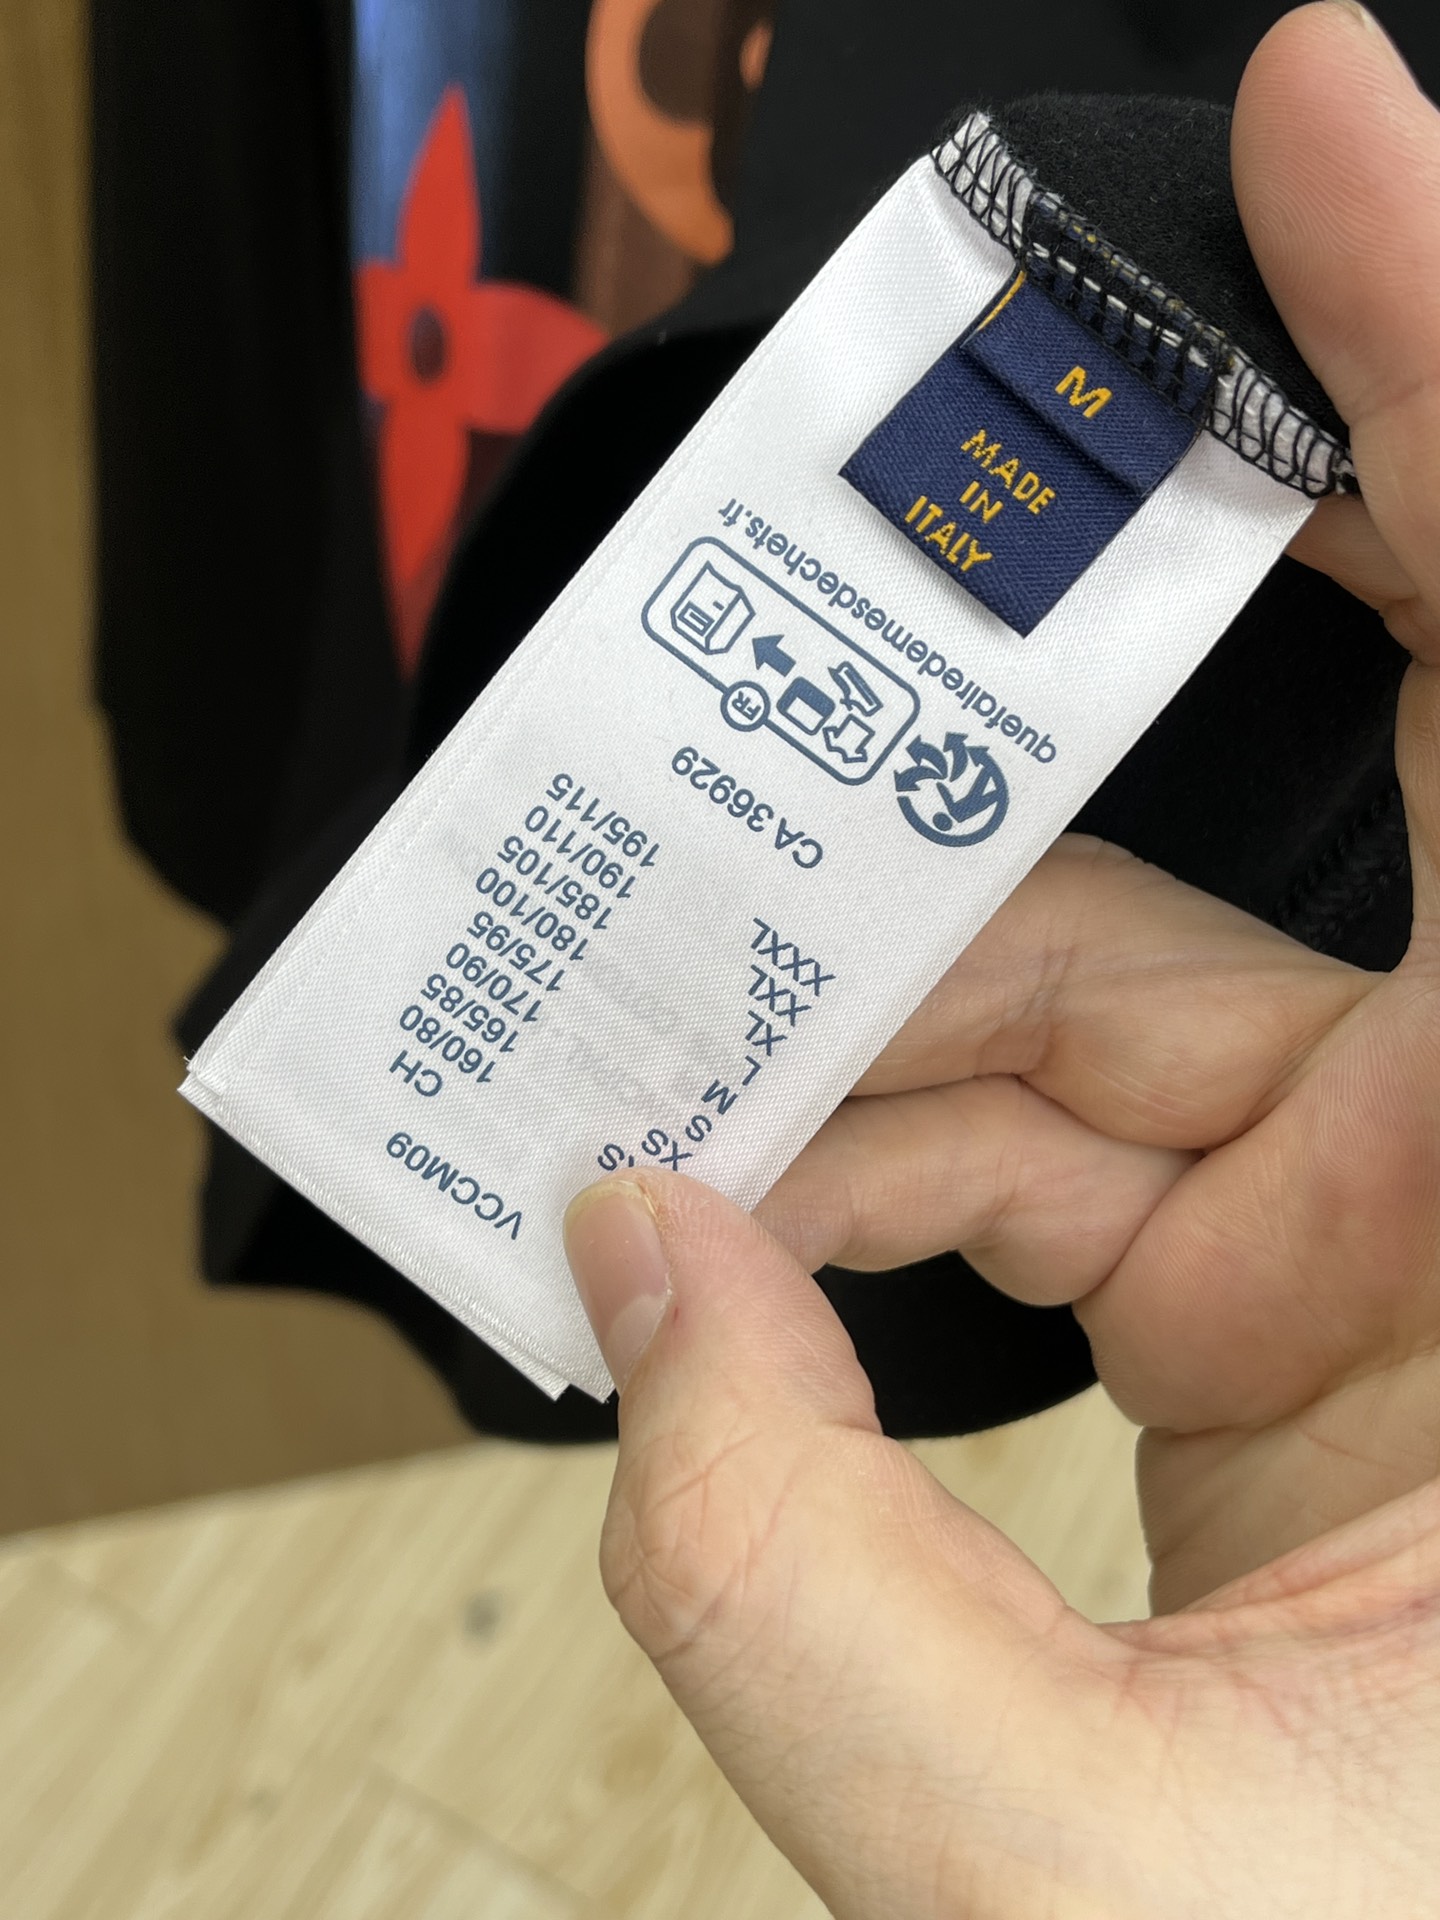 M
MADE
IN
ITALY
VCCM09
CH
160/80
XS 165/85
S 170/90
M 175/95
L 180/100
XL 185/105
XXL 190/110
XXXL 195/115
CA 36929
FR
quefairedemesdechets.fr